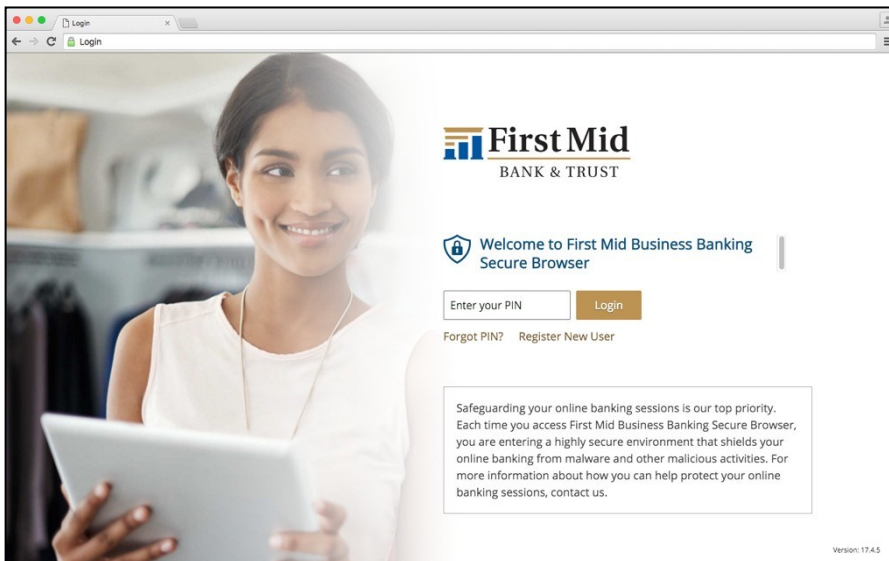 Login
Login
First Mid
BANK & TRUST
Welcome to First Mid Business Banking
Secure Browser
Enter your PIN
Login
Forgot PIN? Register New User
Safeguarding your online banking sessions is our top priority.
Each time you access First Mid Business Banking Secure Browser,
you are entering a highly secure environment that shields your
online banking from malware and other malicious activities. For
more information about how you can help protect your online
banking sessions, contact us.
Version: 17.4.5